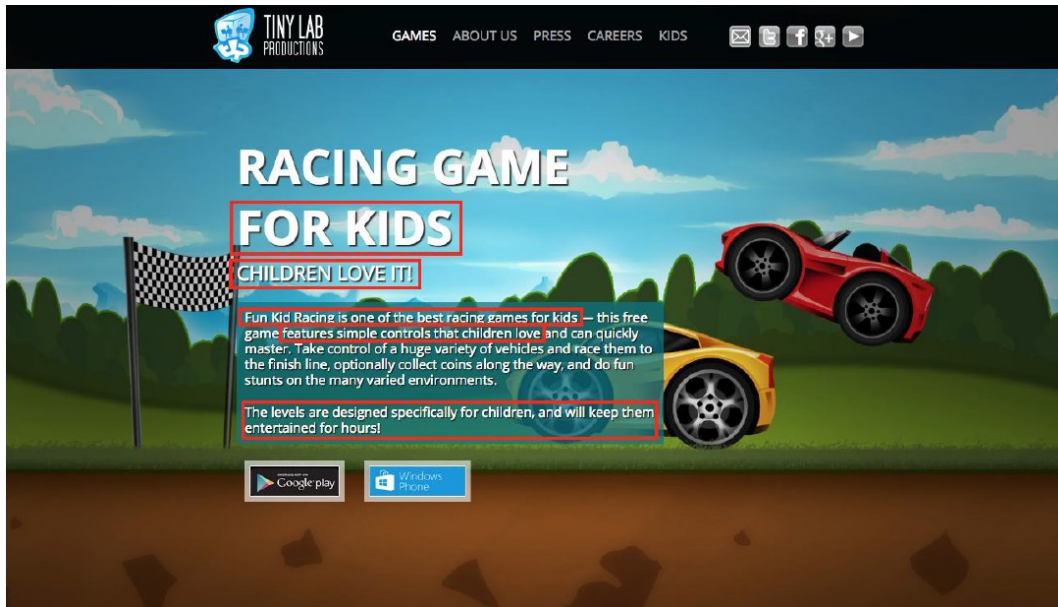 TINY LAB
PRODUCTIONS
GAMES ABOUT US PRESS CAREERS KIDS
RACING GAME
FOR KIDS
CHILDREN LOVE IT!
Fun Kid Racing is one of the best racing games for kids — this free
game features simple controls that children love and can quickly
master. Take control of a huge variety of vehicles and race them to
the finish line, optionally collect coins along the way, and do fun
stunts on the many varied environments.
The levels are designed specifically for children, and will keep them
entertained for hours!
Google play
Windows
Phone